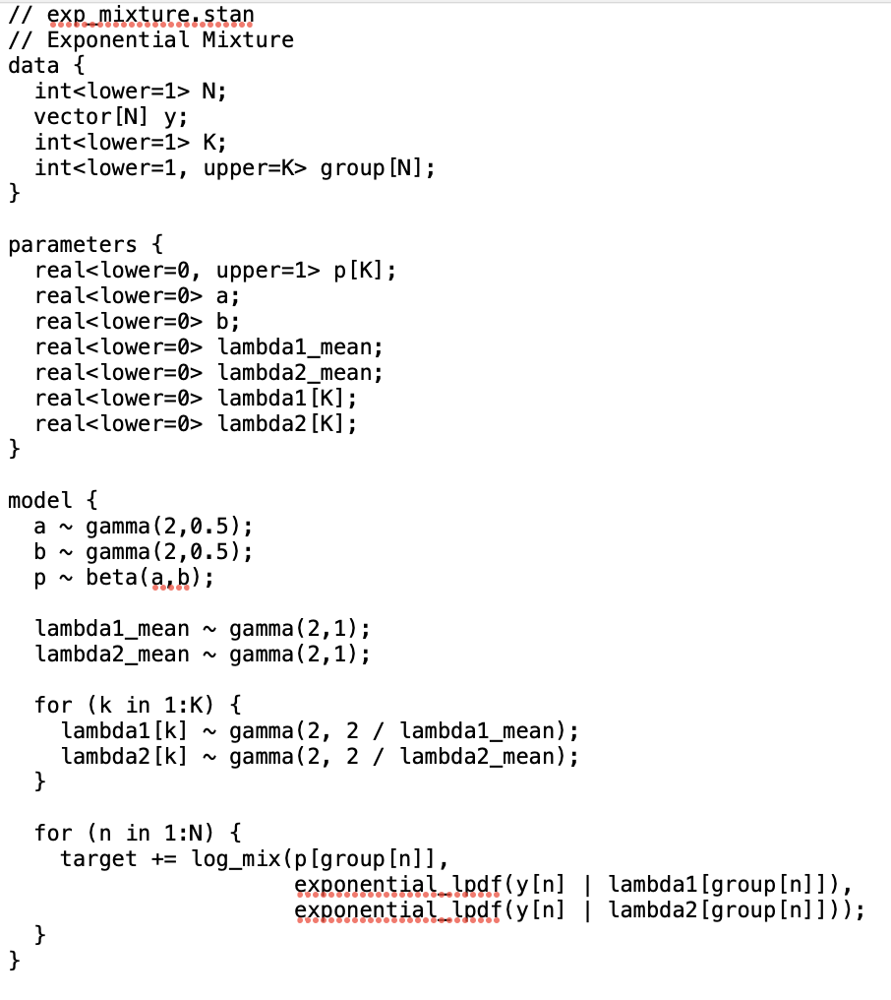 // exp_mixture.stan
// Exponential Mixture
data {
  int<lower=1> N;
  vector[N] y;
  int<lower=1> K;
  int<lower=1, upper=K> group[N];
}

parameters {
  real<lower=0, upper=1> p[K];
  real<lower=0> a;
  real<lower=0> b;
  real<lower=0> lambda1_mean;
  real<lower=0> lambda2_mean;
  real<lower=0> lambda1[K];
  real<lower=0> lambda2[K];
}

model {
  a ~ gamma(2,0.5);
  b ~ gamma(2,0.5);
  p ~ beta(a,b);

  lambda1_mean ~ gamma(2,1);
  lambda2_mean ~ gamma(2,1);

  for (k in 1:K) {
    lambda1[k] ~ gamma(2, 2 / lambda1_mean);
    lambda2[k] ~ gamma(2, 2 / lambda2_mean);
  }

  for (n in 1:N) {
    target += log_mix(p[group[n]],
                      exponential_lpdf(y[n] | lambda1[group[n]]),
                      exponential_lpdf(y[n] | lambda2[group[n]]));
  }
}